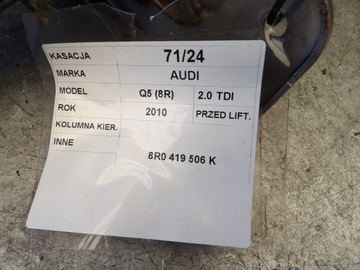 KASACJA 71/24
MARKA AUDI
MODEL Q5 (8R) 2.0 TDI
ROK 2010 PRZED LIFT.
KOLUMNA KIER.
INNE 8R0 419 506 K